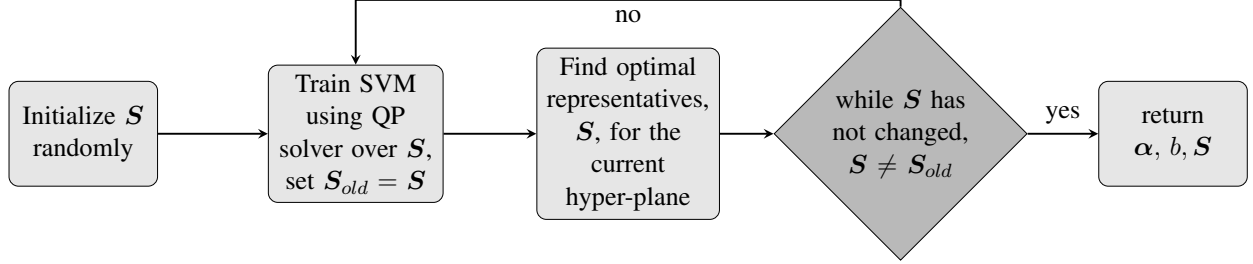 Initialize S
randomly
Train SVM
using QP
solver over S,
set S_old = S
no
Find optimal
representatives,
S, for the
current
hyper-plane
while S has
not changed,
S ≠ S_old
yes
return
α, b, S